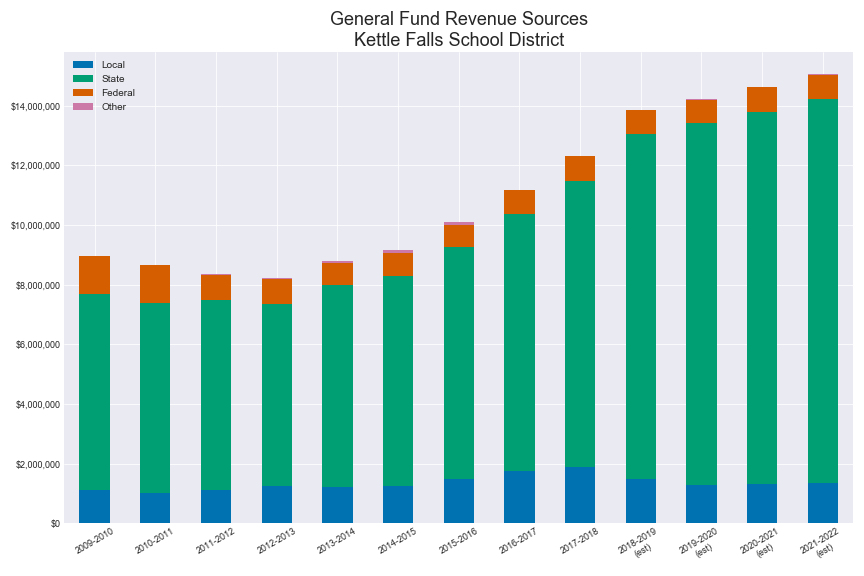 General Fund Revenue Sources
Kettle Falls School District
Local
State
Federal
Other
$14,000,000
$12,000,000
$10,000,000
$8,000,000
$6,000,000
$4,000,000
$2,000,000
$0
2009-2010
2010-2011
2011-2012
2012-2013
2013-2014
2014-2015
2015-2016
2016-2017
2017-2018
2018-2019
(est)
2019-2020
(est)
2020-2021
(est)
2021-2022
(est)